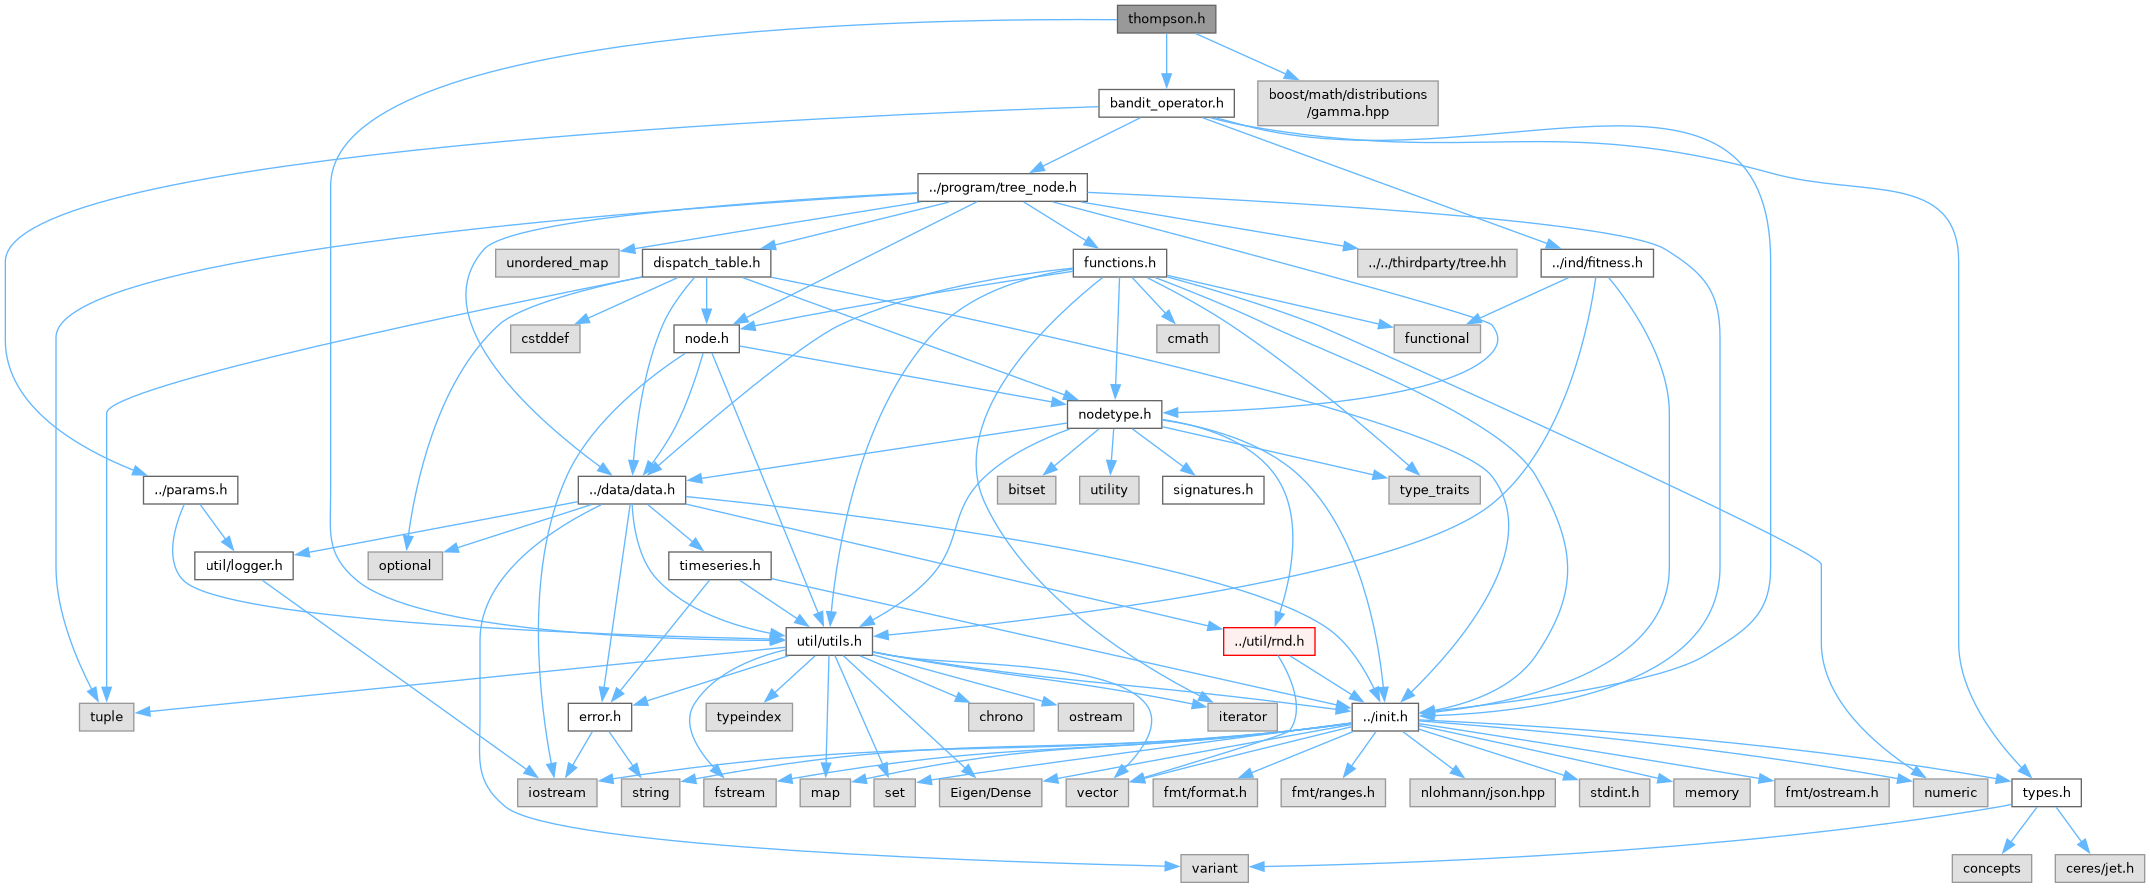 thompson.h
bandit_operator.h
boost/math/distributions
/gamma.hpp
../program/tree_node.h
unordered_map
dispatch_table.h
functions.h
../../thirdparty/tree.hh
../ind/fitness.h
cstddef
node.h
cmath
functional
nodetype.h
../params.h
../data/data.h
bitset
utility
signatures.h
type_traits
util/logger.h
optional
timeseries.h
util/utils.h
../util/rnd.h
tuple
error.h
typeindex
chrono
ostream
iterator
../init.h
iostream
string
fstream
map
set
Eigen/Dense
vector
fmt/format.h
fmt/ranges.h
nlohmann/json.hpp
stdint.h
memory
fmt/ostream.h
numeric
types.h
variant
concepts
ceres/jet.h